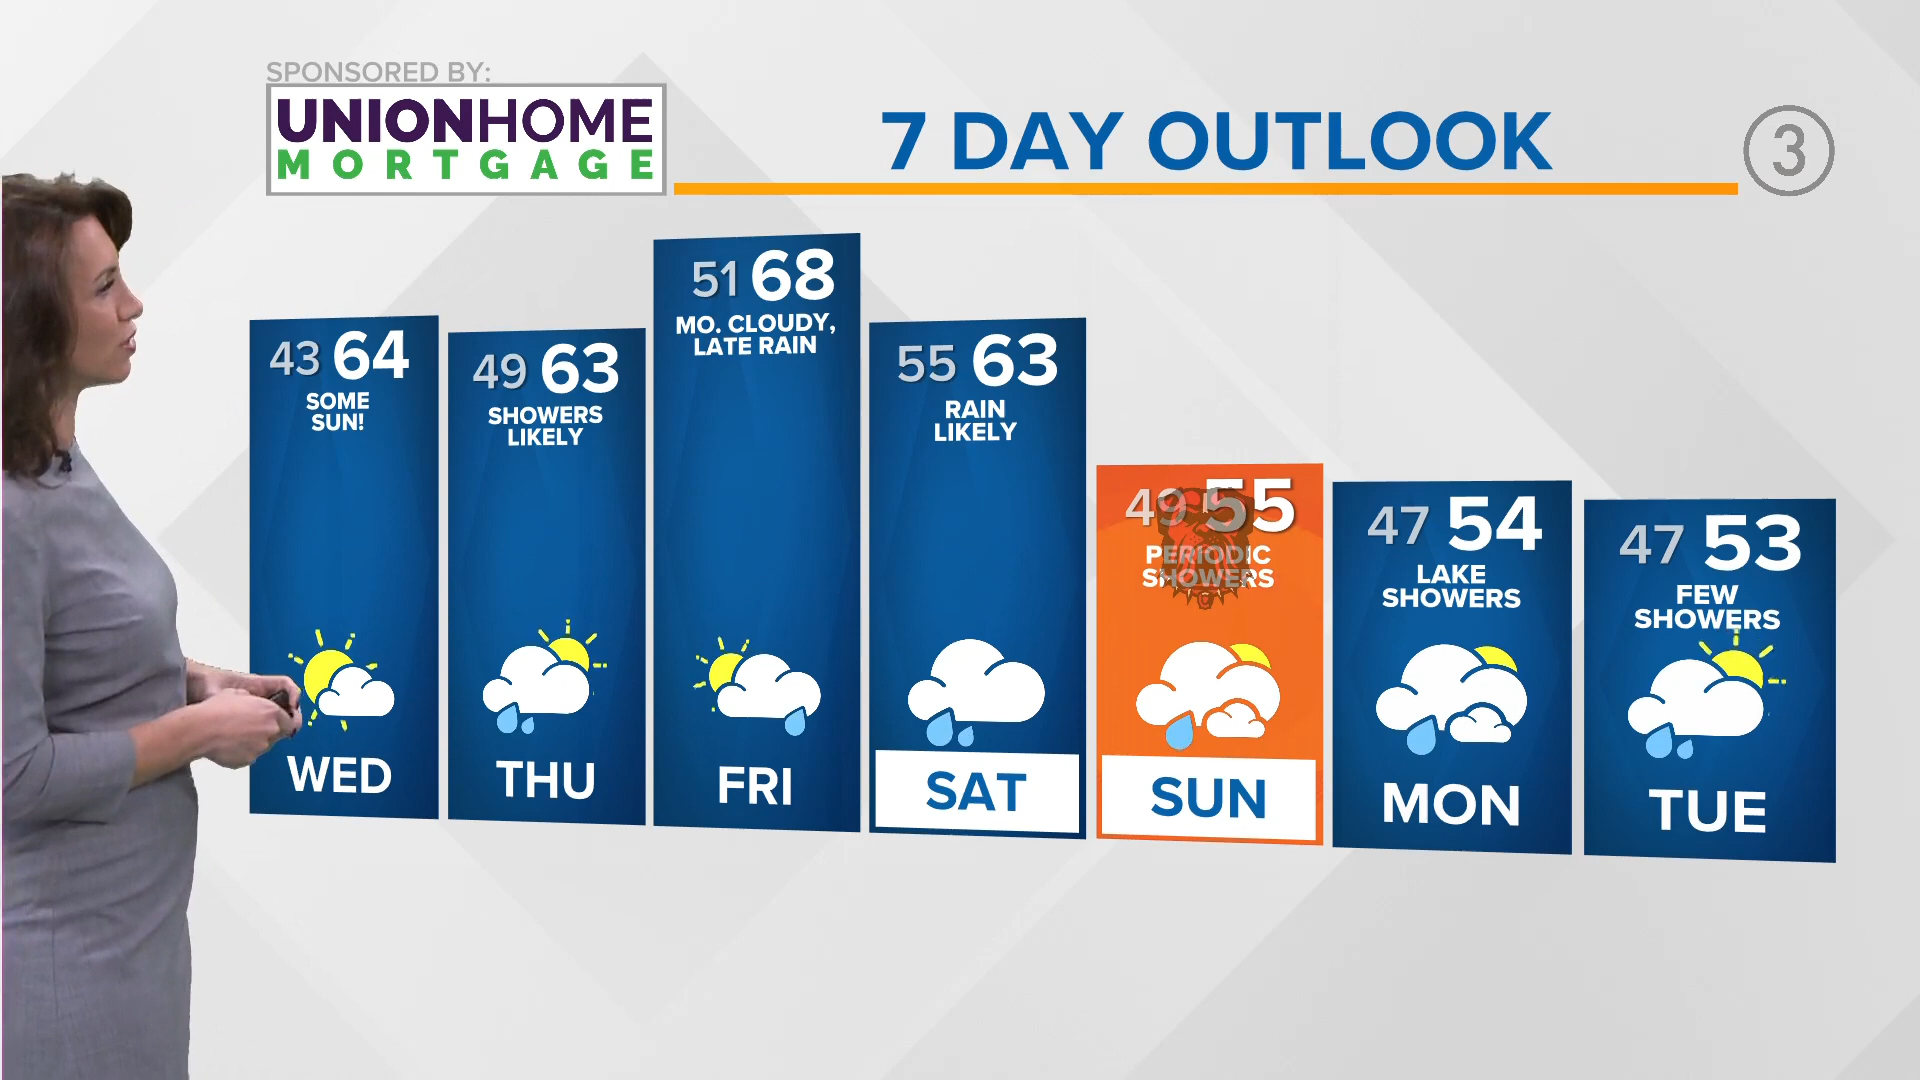 SPONSORED BY:
UNIONHOME
MORTGAGE
7 DAY OUTLOOK
3
43 64
SOME
SUN!
WED
49 63
SHOWERS
LIKELY
THU
51 68
MO. CLOUDY,
LATE RAIN
FRI
55 63
RAIN
LIKELY
SAT
49 55
PERIODIC
SHOWERS
SUN
47 54
LAKE
SHOWERS
MON
47 53
FEW
SHOWERS
TUE